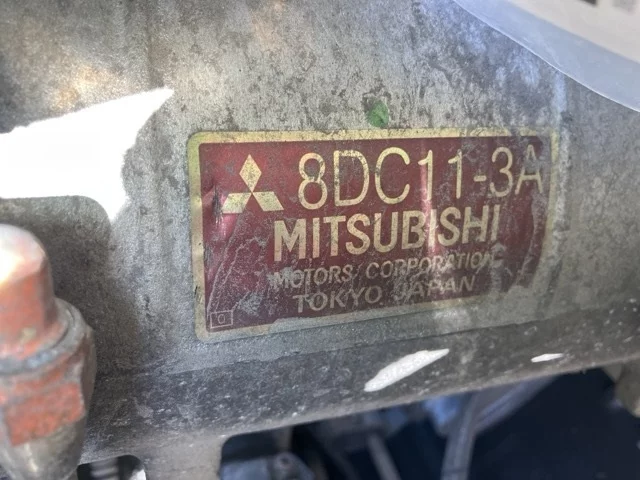 8DC11-3A
MITSUBISHI
MOTORS CORPORATION
TOKYO JAPAN